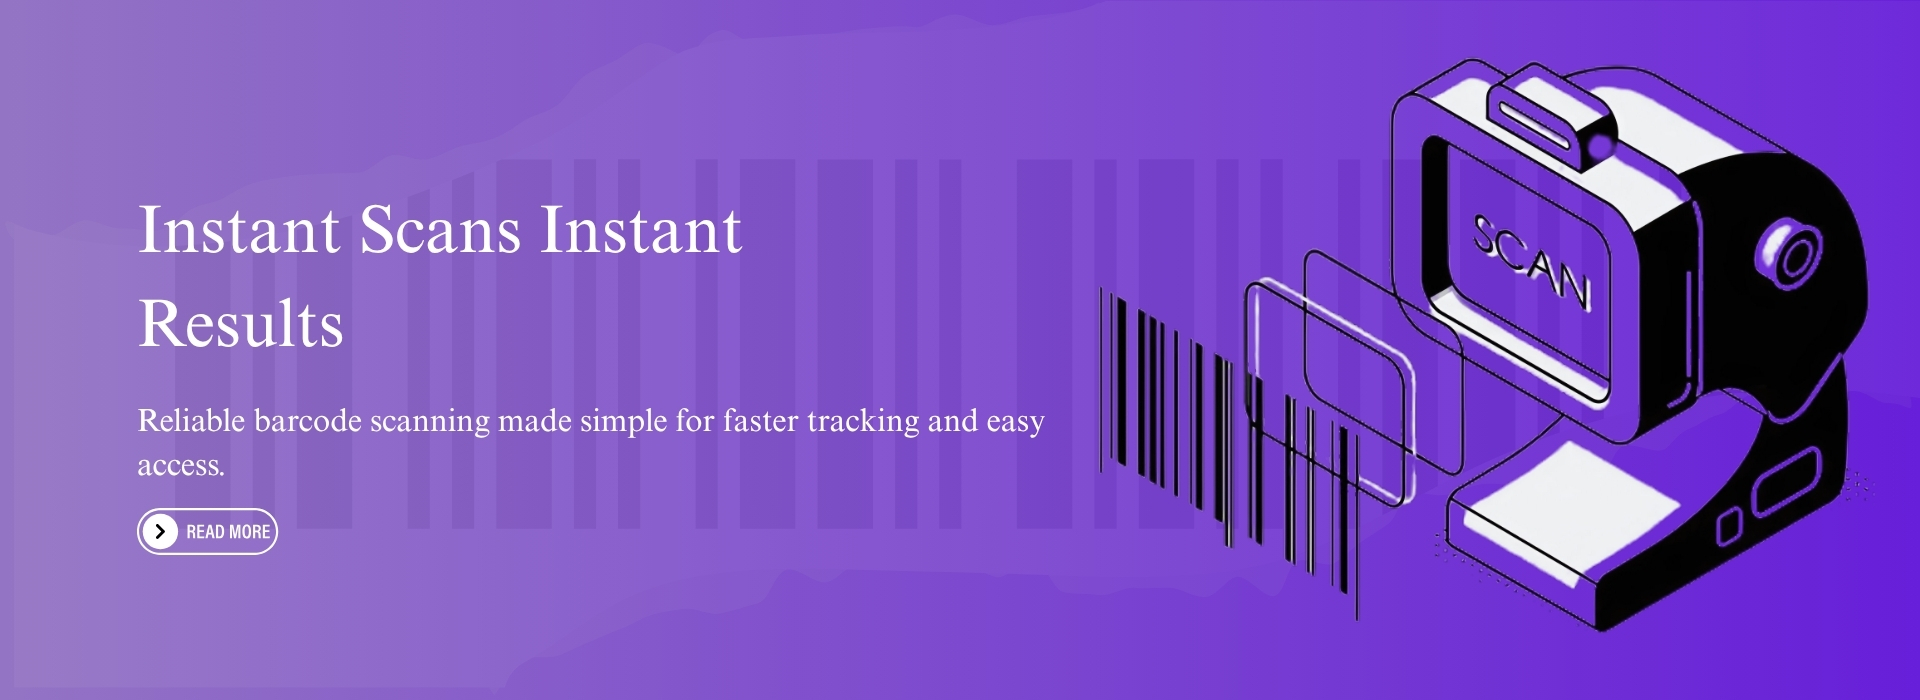 Instant Scans Instant
Results
Reliable barcode scanning made simple for faster tracking and easy
access.
READ MORE
SCAN